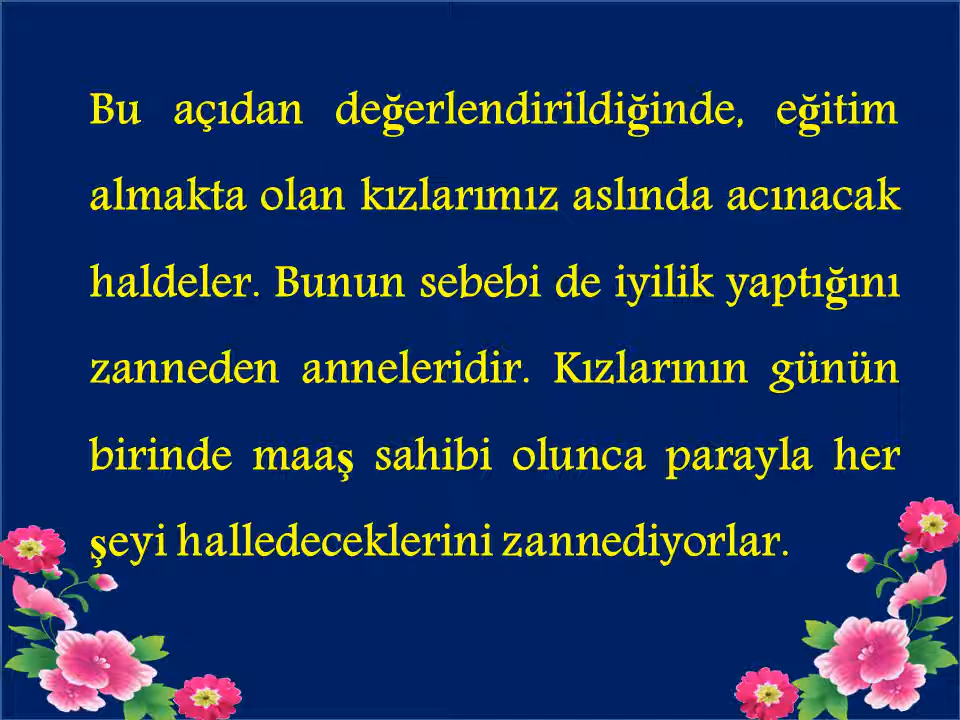 Bu açıdan değerlendirildiğinde, eğitim
almakta olan kızlarımız aslında acınacak
haldeler. Bunun sebebi de iyilik yaptığını
zanneden anneleridir. Kızlarının günün
birinde maaş sahibi olunca parayla her
şeyi halledeceklerini zannediyorlar.